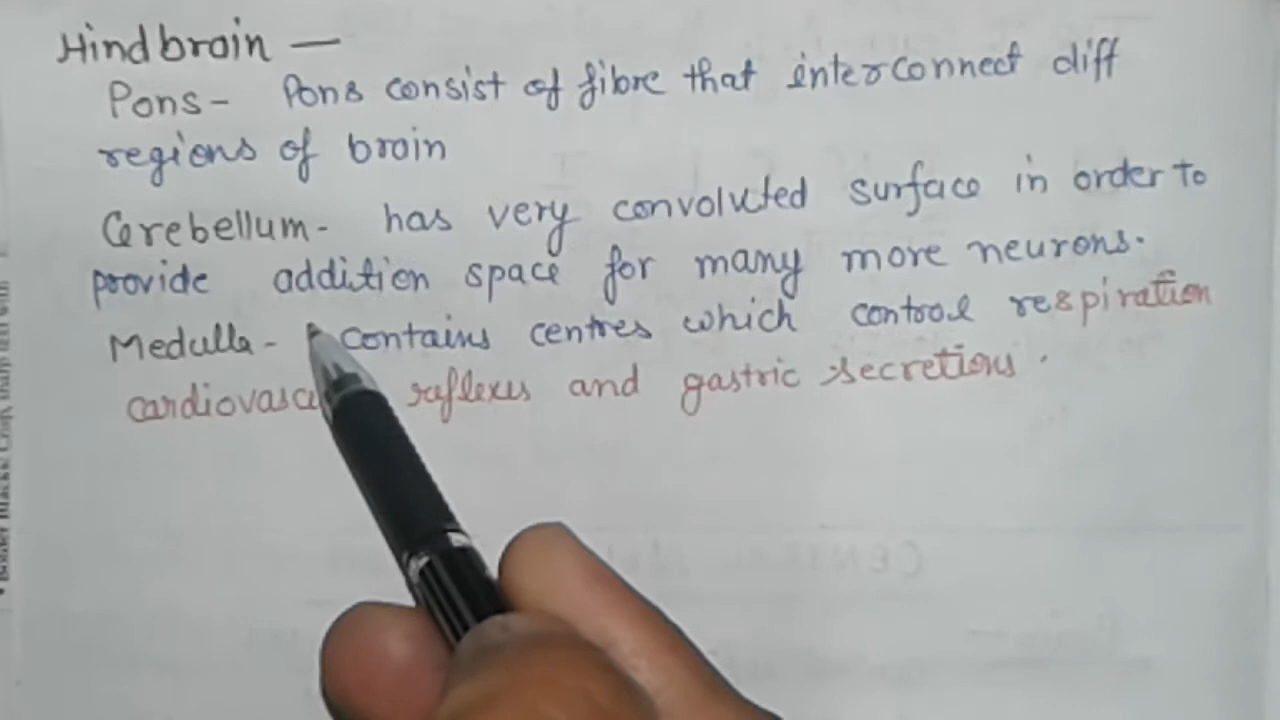 Hindbrain —
Pons- Pons consist of fibre that interconnect diff
regions of brain
Cerebellum- has very convoluted surface in order to
provide addition space for many more neurons.
Medulla- contains centres which control respiration
reflexes and gastric secretions.